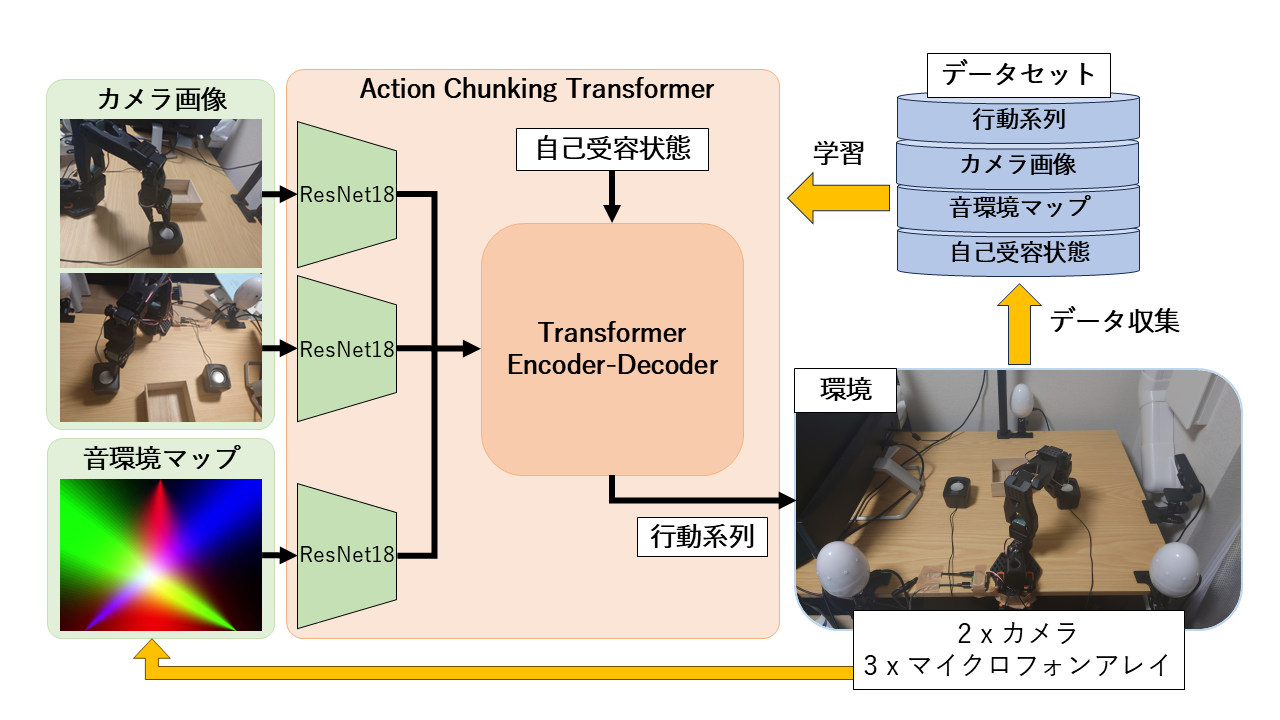 カメラ画像
音環境マップ
Action Chunking Transformer
ResNet18
ResNet18
ResNet18
自己受容状態
Transformer
Encoder-Decoder
行動系列
学習
データセット
行動系列
カメラ画像
音環境マップ
自己受容状態
データ収集
環境
2 x カメラ
3 x マイクロフォンアレイ